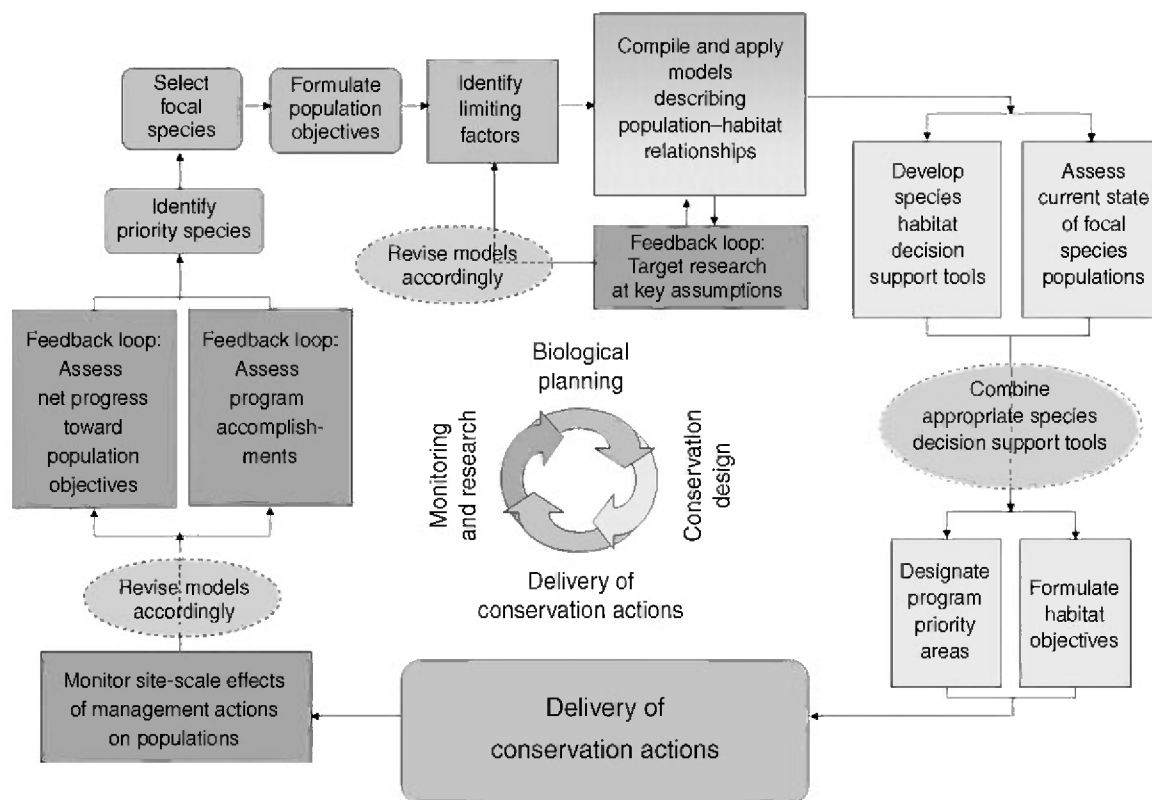 Select
focal
species
Formulate
population
objectives
Identify
limiting
factors
Compile and apply
models
describing
population–habitat
relationships
Identify
priority species
Revise models
accordingly
Feedback loop:
Target research
at key assumptions
Develop
species
habitat
decision
support tools
Assess
current state
of focal
species
populations
Feedback loop:
Assess
net progress
toward
population
objectives
Feedback loop:
Assess
program
accomplish-
ments
Biological
planning
Monitoring
and research
Conservation
design
Delivery of
conservation actions
Combine
appropriate species
decision support tools
Revise models
accordingly
Designate
program
priority
areas
Formulate
habitat
objectives
Monitor site-scale effects
of management actions
on populations
Delivery of
conservation actions